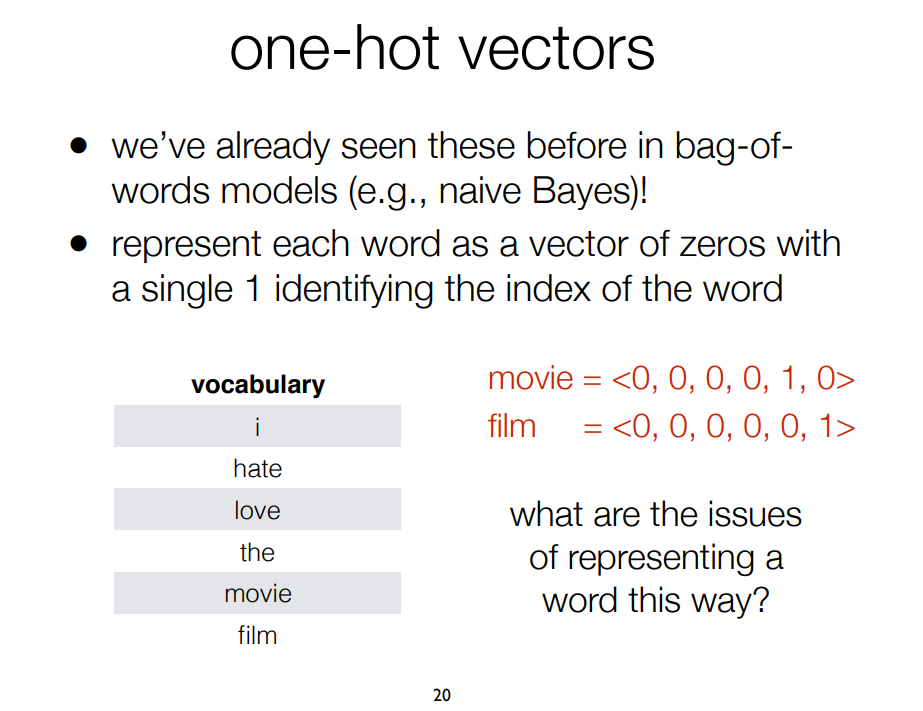 one-hot vectors
• we’ve already seen these before in bag-of-
words models (e.g., naive Bayes)!
• represent each word as a vector of zeros with
a single 1 identifying the index of the word
vocabulary
i
hate
love
the
movie
film
movie = <0, 0, 0, 0, 1, 0>
film = <0, 0, 0, 0, 0, 1>
what are the issues
of representing a
word this way?
20